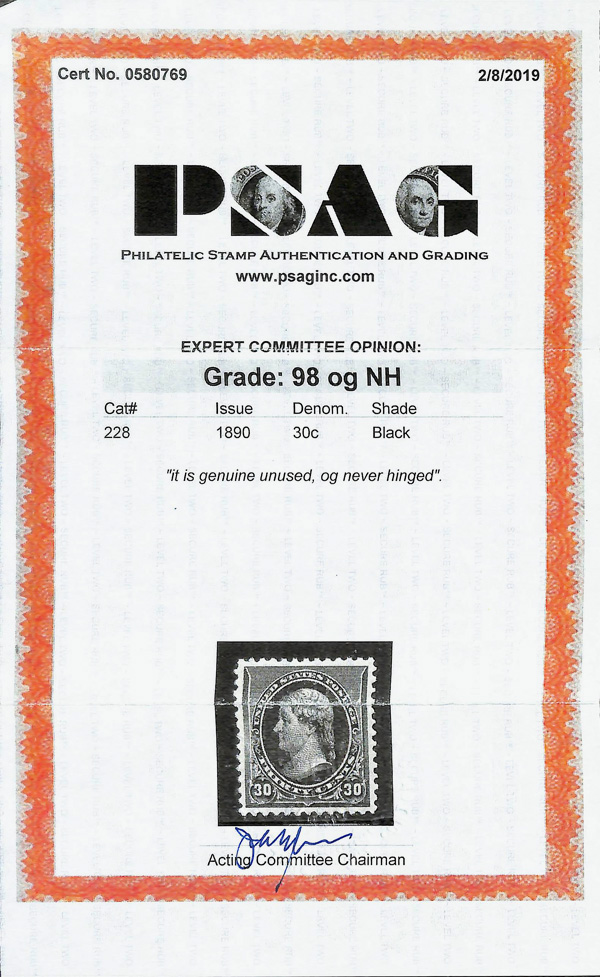 Cert No. 0580769 2/8/2019
PSAG
PHILATELIC STAMP AUTHENTICATION AND GRADING
www.psaginc.com
EXPERT COMMITTEE OPINION:
Grade: 98 og NH
Cat# Issue Denom. Shade
228 1890 30c Black
"it is genuine unused, og never hinged".
UNITED STATES POSTAGE
30 30
THIRTY CENTS
Acting Committee Chairman